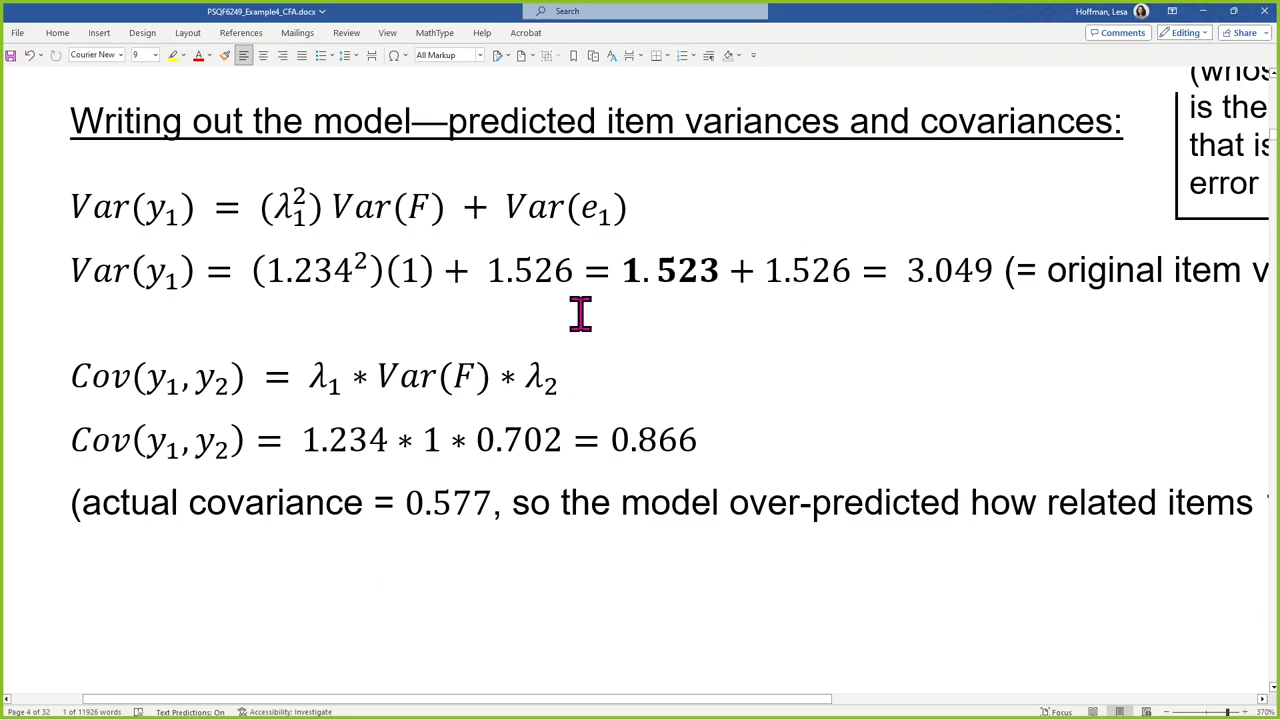 PSQF6249_Example4_CFA.docx
Search
Hoffman, Lesa
File Home Insert Design Layout References Mailings Review View MathType Help Acrobat
Comments Editing Share
Courier New 9 All Markup
(whos
Writing out the model—predicted item variances and covariances:
is the
that is
error
Var(y₁) = (λ₁²) Var(F) + Var(e₁)
Var(y₁) = (1.234²)(1) + 1.526 = 1.523 + 1.526 = 3.049 (= original item v
Cov(y₁, y₂) = λ₁ ∗ Var(F) ∗ λ₂
Cov(y₁, y₂) = 1.234 ∗ 1 ∗ 0.702 = 0.866
(actual covariance = 0.577, so the model over-predicted how related items
Page 4 of 32 1 of 11926 words Text Predictions: On Accessibility: Investigate Focus 370%